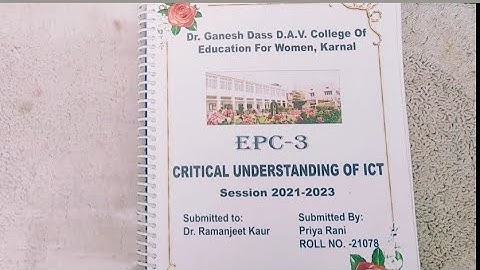 Dr. Ganesh Dass D.A.V. College Of
Education For Women, Karnal
EPC-3
CRITICAL UNDERSTANDING OF ICT
Session 2021-2023
Submitted to:
Dr. Ramanjeet Kaur
Submitted By:
Priya Rani
ROLL NO. -21078